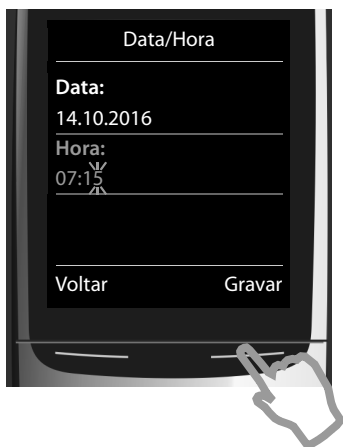 Data/Hora
Data:
14.10.2016
Hora:
07:15
Voltar Gravar